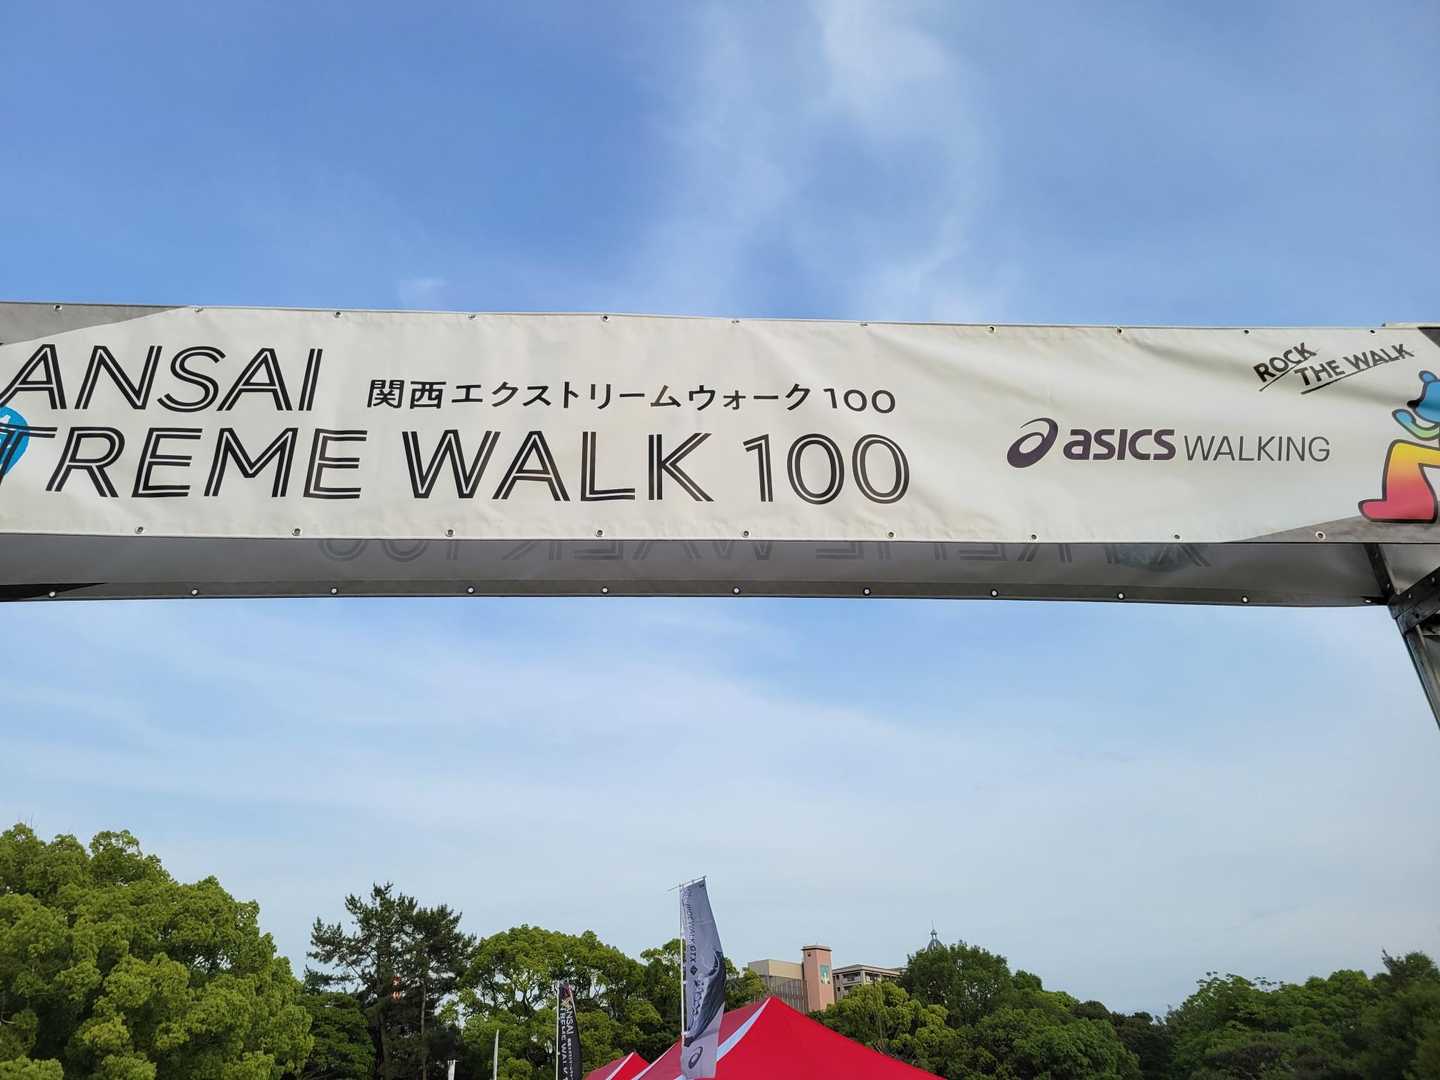 ANSAI
関西エクストリームウォーク100
TREME WALK 100
asics WALKING
ROCK
THE WALK